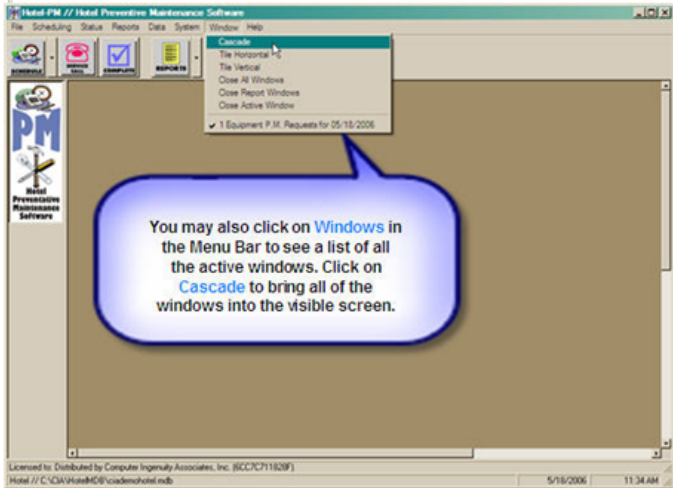 Hotel-PM // Hotel Preventive Maintenance Software
File Scheduling Status Reports Data System Window Help
SCHEDULE SERVICE CALL COMPLETE REPORTS
Cascade
Tile Horizontal
Tile Vertical
Close All Windows
Close Report Windows
Close Active Window
1 Equipment P.M. Requests for 05/18/2006
PM
Hotel
Preventative
Maintenance
Software
You may also click on Windows in
the Menu Bar to see a list of all
the active windows. Click on
Cascade to bring all of the
windows into the visible screen.
Licensed to: Distributed by Computer Ingenuity Associates, Inc. (6CC7C711828F)
Hotel // C:\CIA\HotelMDB\ciademohotel.mdb 5/18/2006 11:34 AM